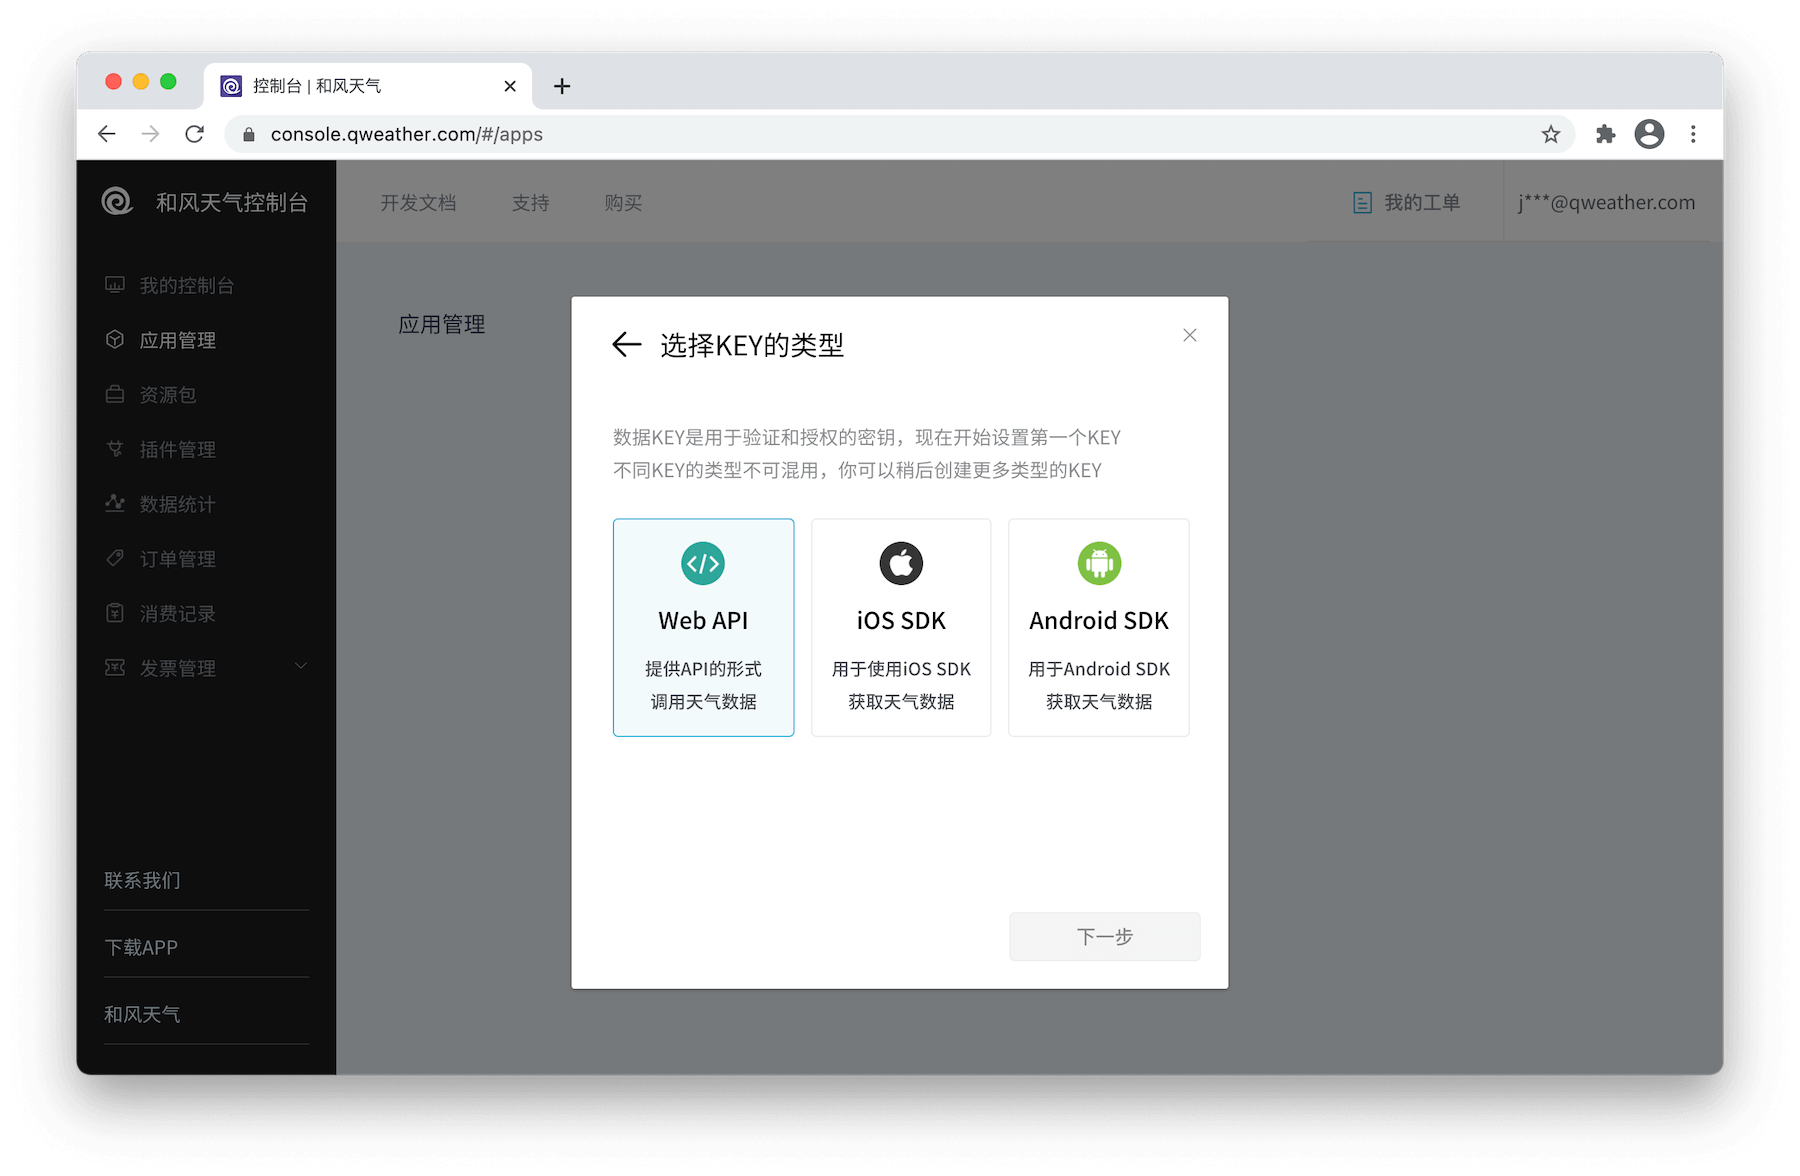 控制台 | 和风天气
console.qweather.com/#/apps
和风天气控制台
开发文档
支持
购买
我的工单
j***@qweather.com
我的控制台
应用管理
资源包
插件管理
数据统计
订单管理
消费记录
发票管理
联系我们
下载APP
和风天气
应用管理
选择KEY的类型
数据KEY是用于验证和授权的密钥，现在开始设置第一个KEY
不同KEY的类型不可混用，你可以稍后创建更多类型的KEY
Web API
提供API的形式
调用天气数据
iOS SDK
用于使用iOS SDK
获取天气数据
Android SDK
用于Android SDK
获取天气数据
下一步